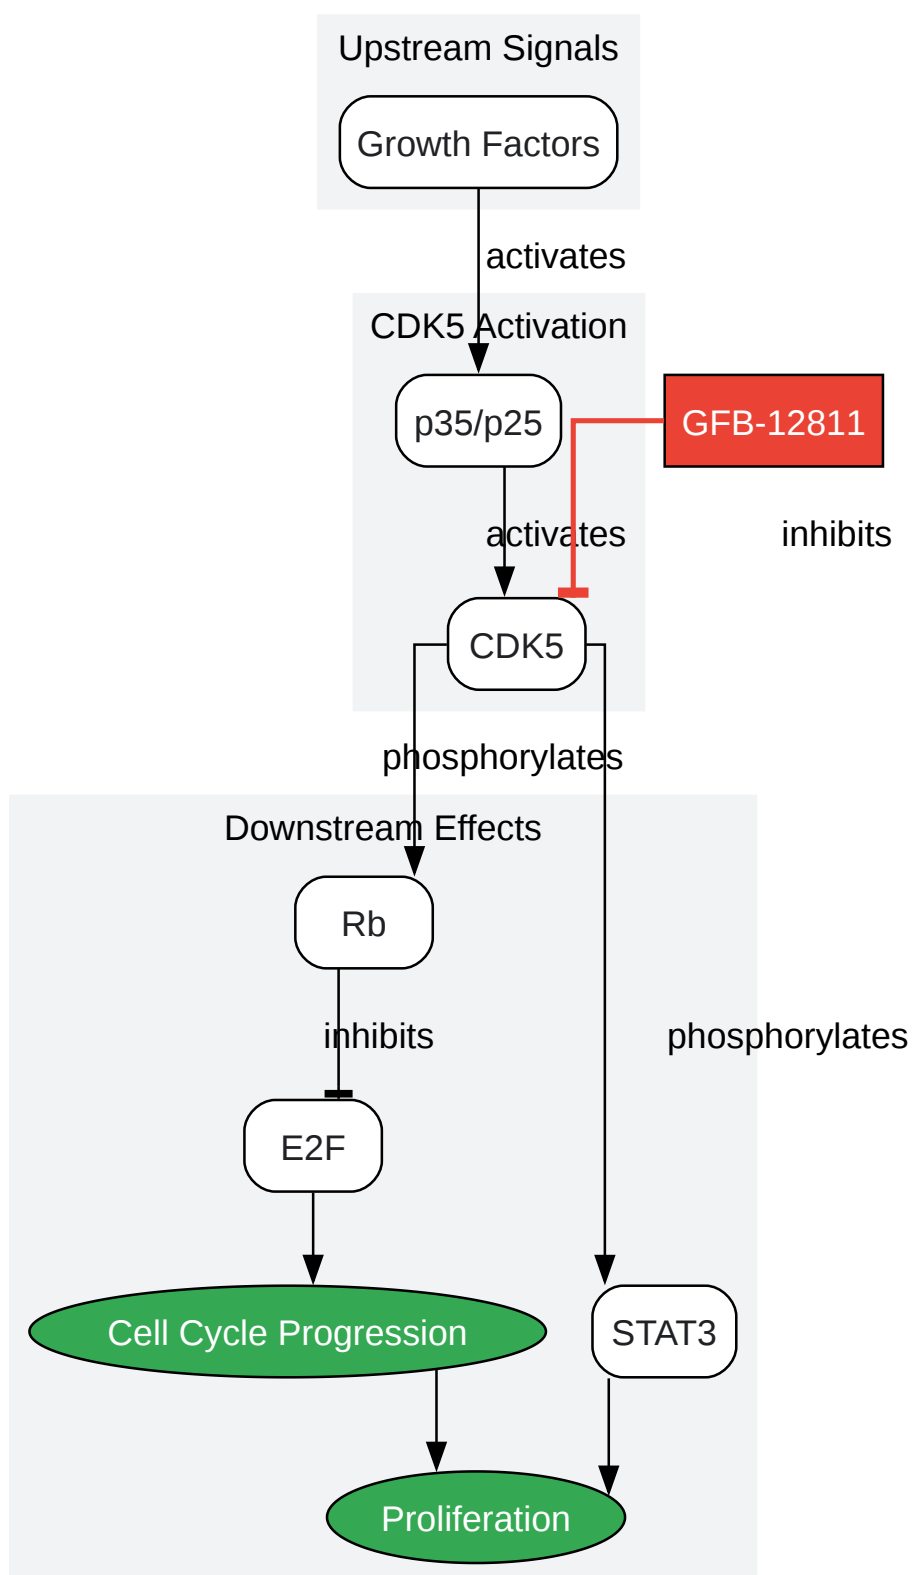 Upstream Signals
Growth Factors
activates
CDK5 Activation
p35/p25
GFB-12811
activates
inhibits
CDK5
phosphorylates
Downstream Effects
Rb
inhibits
phosphorylates
E2F
Cell Cycle Progression
STAT3
Proliferation